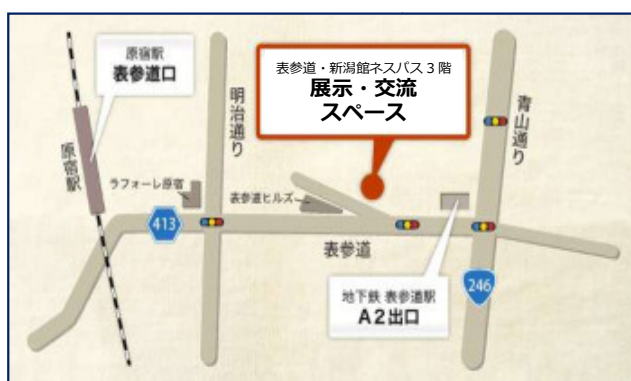 原宿駅
表参道口
表参道・新潟館ネスパス３階
展示・交流
スペース
明治通り
青山通り
原宿駅
ラフォーレ原宿
表参道ヒルズ
413
表参道
地下鉄 表参道駅
A2出口
246